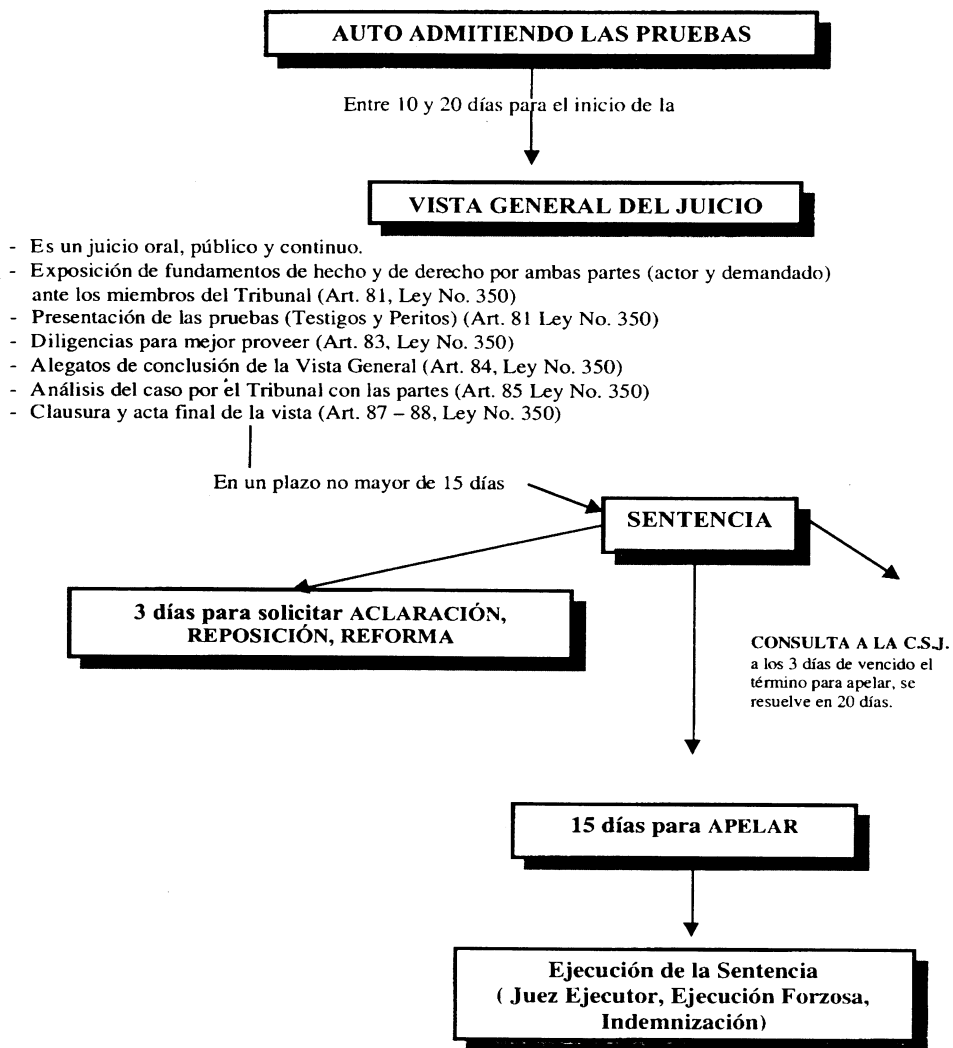 AUTO ADMITIENDO LAS PRUEBAS
Entre 10 y 20 días para el inicio de la
VISTA GENERAL DEL JUICIO
- Es un juicio oral, público y continuo.
- Exposición de fundamentos de hecho y de derecho por ambas partes (actor y demandado)
ante los miembros del Tribunal (Art. 81, Ley No. 350)
- Presentación de las pruebas (Testigos y Peritos) (Art. 81 Ley No. 350)
- Diligencias para mejor proveer (Art. 83, Ley No. 350)
- Alegatos de conclusión de la Vista General (Art. 84, Ley No. 350)
- Análisis del caso por el Tribunal con las partes (Art. 85 Ley No. 350)
- Clausura y acta final de la vista (Art. 87 – 88, Ley No. 350)
En un plazo no mayor de 15 días
SENTENCIA
3 días para solicitar ACLARACIÓN,
REPOSICIÓN, REFORMA
CONSULTA A LA C.S.J.
a los 3 días de vencido el
término para apelar, se
resuelve en 20 días.
15 días para APELAR
Ejecución de la Sentencia
( Juez Ejecutor, Ejecución Forzosa,
Indemnización)